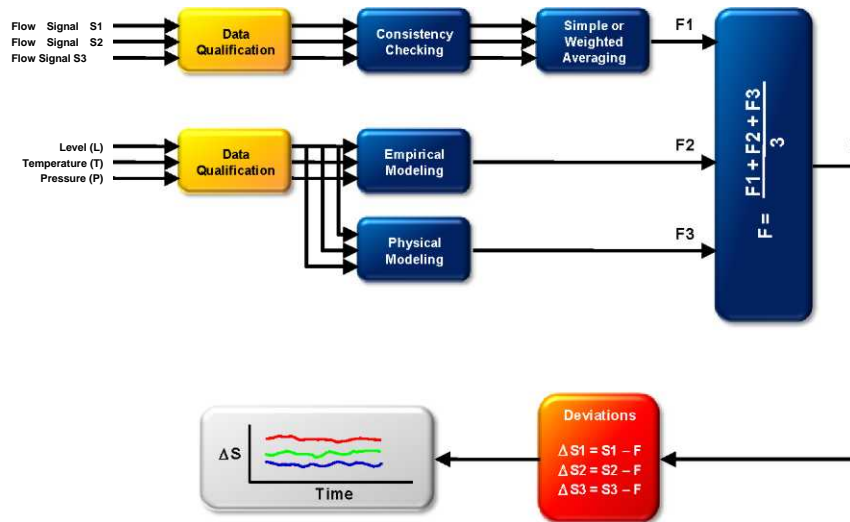 Flow Signal S1
Flow Signal S2
Flow Signal S3
Data
Qualification
Consistency
Checking
Simple or
Weighted
Averaging
F1
Level (L)
Temperature (T)
Pressure (P)
Data
Qualification
Empirical
Modeling
F2
Physical
Modeling
F3
F = F1 + F2 + F3
3
ΔS
Time
Deviations
ΔS1 = S1 – F
ΔS2 = S2 – F
ΔS3 = S3 – F